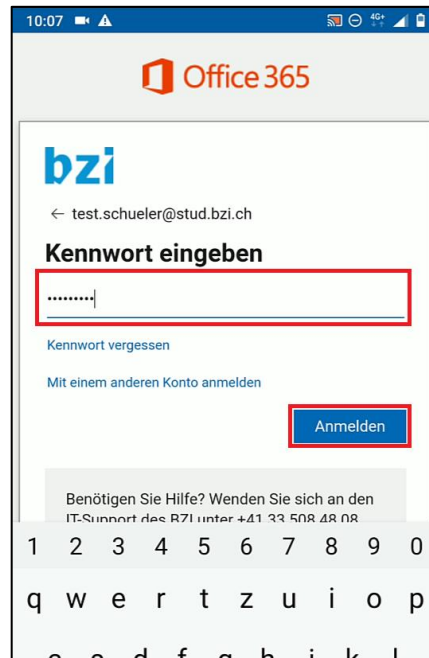 10:07 4G+
Office 365
bzi
← test.schueler@stud.bzi.ch
Kennwort eingeben
•••••••••
Kennwort vergessen
Mit einem anderen Konto anmelden
Anmelden
Benötigen Sie Hilfe? Wenden Sie sich an den
IT-Support des BZI unter +41 33 508 48 08
1 2 3 4 5 6 7 8 9 0
q w e r t z u i o p
a s d f g h j k l